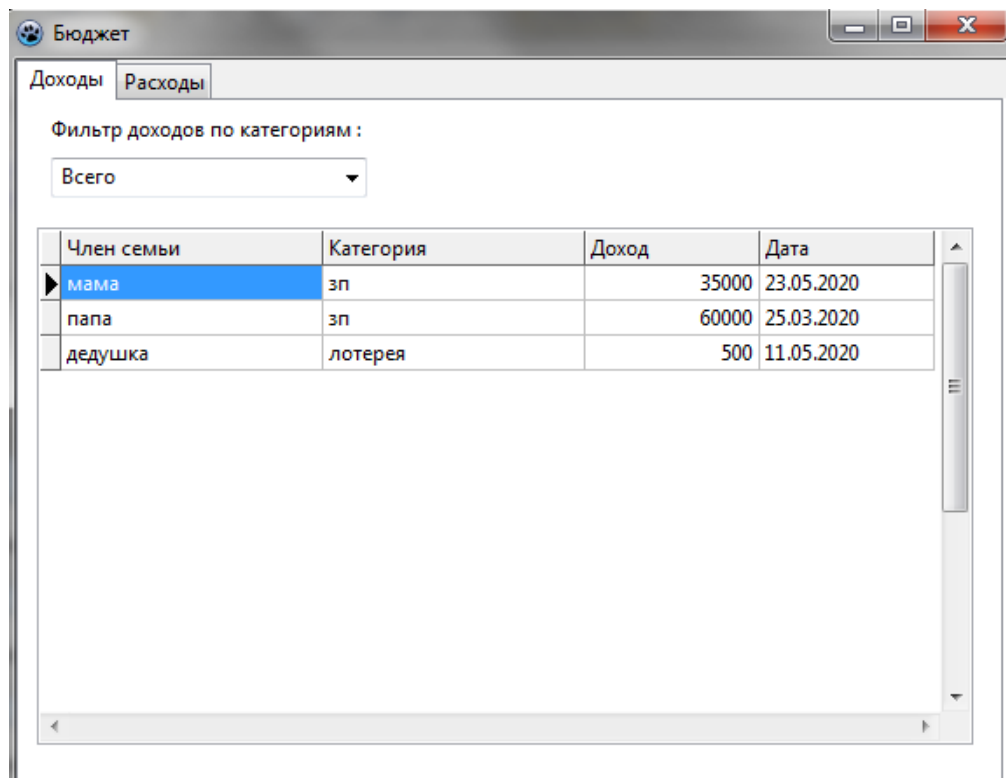 Бюджет
Доходы Расходы
Фильтр доходов по категориям :
Всего
Член семьи Категория Доход Дата
мама зп 35000 23.05.2020
папа зп 60000 25.03.2020
дедушка лотерея 500 11.05.2020